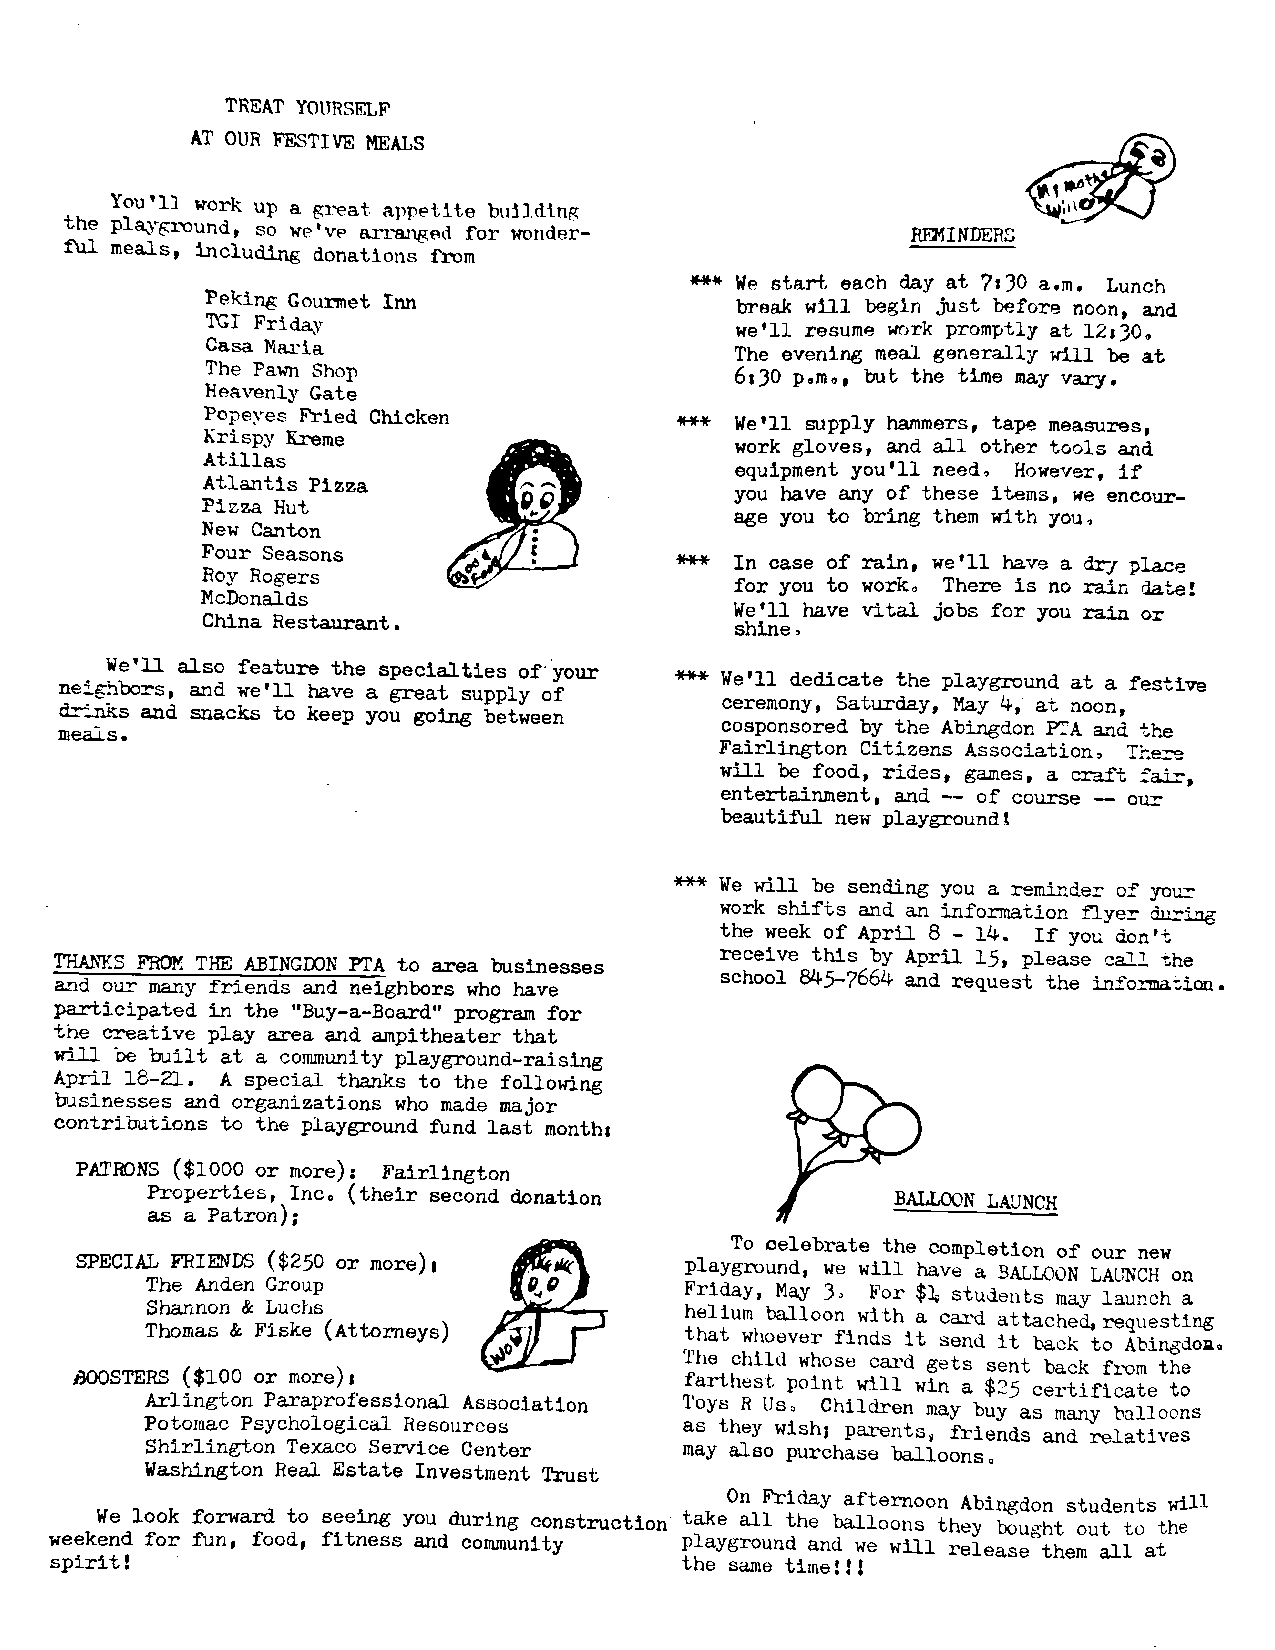 TREAT YOURSELF
AT OUR FESTIVE MEALS
You'll work up a great appetite building
the playground, so we've arranged for wonder-
ful meals, including donations from
Peking Gourmet Inn
TGI Friday
Casa Maria
The Pawn Shop
Heavenly Gate
Popeyes Fried Chicken
Krispy Kreme
Atillas
Atlantis Pizza
Pizza Hut
New Canton
Four Seasons
Roy Rogers
McDonalds
China Restaurant.
Good
Food
We'll also feature the specialties of your
neighbors, and we'll have a great supply of
drinks and snacks to keep you going between
meals.
THANKS FROM THE ABINGDON PTA to area businesses
and our many friends and neighbors who have
participated in the "Buy-a-Board" program for
the creative play area and ampitheater that
will be built at a community playground-raising
April 18-21. A special thanks to the following
businesses and organizations who made major
contributions to the playground fund last month:
PATRONS ($1000 or more): Fairlington
Properties, Inc. (their second donation
as a Patron);
SPECIAL FRIENDS ($250 or more):
The Anden Group
Shannon & Luchs
Thomas & Fiske (Attorneys)
WOW
BOOSTERS ($100 or more):
Arlington Paraprofessional Association
Potomac Psychological Resources
Shirlington Texaco Service Center
Washington Real Estate Investment Trust
We look forward to seeing you during construction
weekend for fun, food, fitness and community
spirit!
My mother
will
REMINDERS
*** We start each day at 7:30 a.m. Lunch
break will begin just before noon, and
we'll resume work promptly at 12:30.
The evening meal generally will be at
6:30 p.m., but the time may vary.
*** We'll supply hammers, tape measures,
work gloves, and all other tools and
equipment you'll need. However, if
you have any of these items, we encour-
age you to bring them with you.
*** In case of rain, we'll have a dry place
for you to work. There is no rain date!
We'll have vital jobs for you rain or
shine.
*** We'll dedicate the playground at a festive
ceremony, Saturday, May 4, at noon,
cosponsored by the Abingdon PTA and the
Fairlington Citizens Association. There
will be food, rides, games, a craft fair,
entertainment, and -- of course -- our
beautiful new playground!
*** We will be sending you a reminder of your
work shifts and an information flyer during
the week of April 8 - 14. If you don't
receive this by April 15, please call the
school 845-7664 and request the information.
BALLOON LAUNCH
To celebrate the completion of our new
playground, we will have a BALLOON LAUNCH on
Friday, May 3. For $1, students may launch a
helium balloon with a card attached, requesting
that whoever finds it send it back to Abingdon.
The child whose card gets sent back from the
farthest point will win a $25 certificate to
Toys R Us. Children may buy as many balloons
as they wish; parents, friends and relatives
may also purchase balloons.
On Friday afternoon Abingdon students will
take all the balloons they bought out to the
playground and we will release them all at
the same time!!!